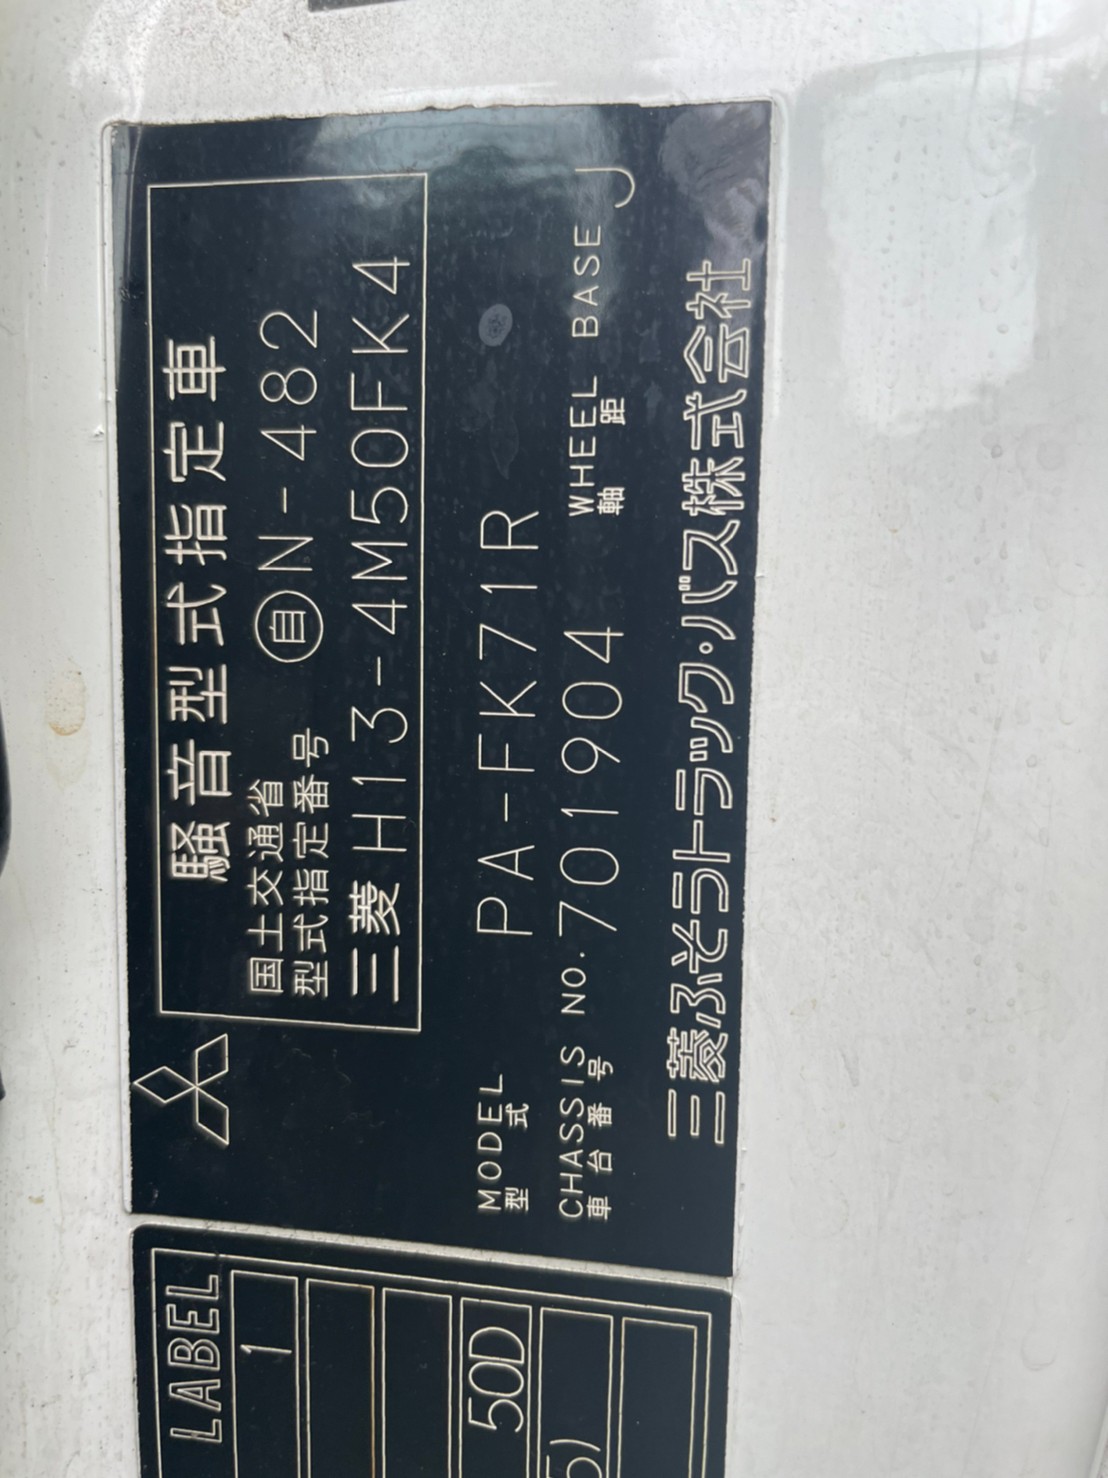 騒音型式指定車
国土交通省
型式指定番号 自N-482
三菱 H13-4M50FK4
MODEL PA-FK71R
型式
CHASSIS NO. 701904 WHEEL BASE J
車台番号 軸距
三菱ふそうトラック・バス株式会社
LABEL
1
50D